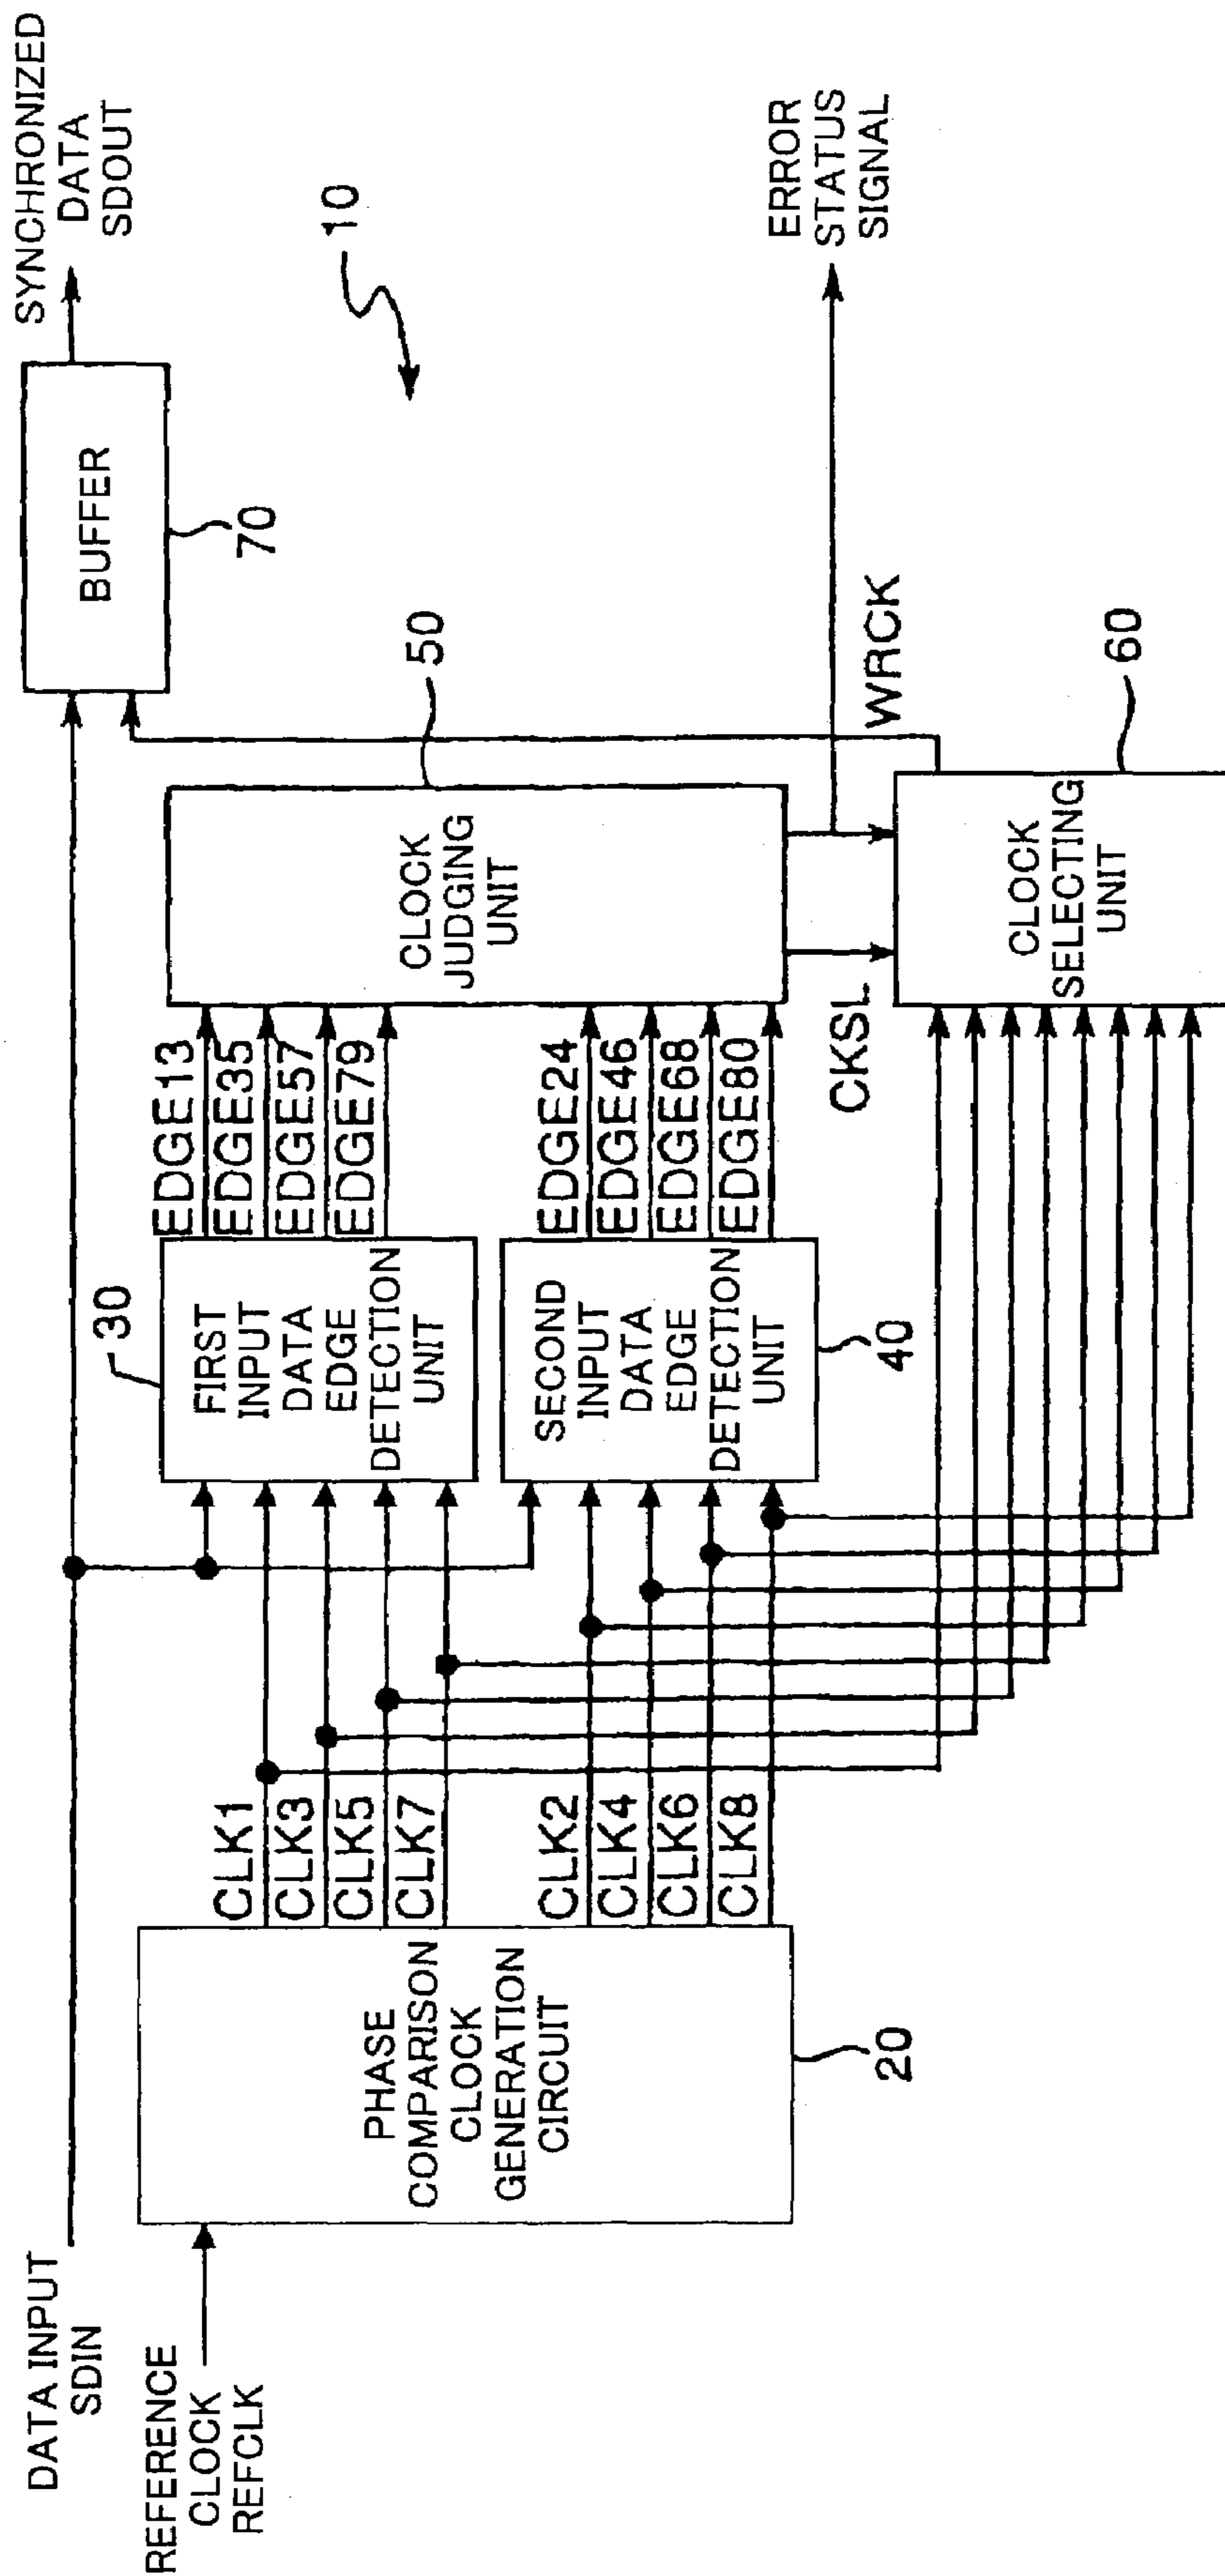 DATA INPUT
SDIN
REFERENCE
CLOCK
REFCLK
PHASE
COMPARISON
CLOCK
GENERATION
CIRCUIT
20
CLK1
CLK3
CLK5
CLK7
CLK2
CLK4
CLK6
CLK8
30
FIRST
INPUT
DATA
EDGE
DETECTION
UNIT
SECOND
INPUT
DATA
EDGE
DETECTION
UNIT
40
EDGE13
EDGE35
EDGE57
EDGE79
EDGE24
EDGE46
EDGE68
EDGE80
50
CLOCK
JUDGING
UNIT
CKSL
WRCK
CLOCK
SELECTING
UNIT
60
BUFFER
70
SYNCHRONIZED
DATA
SDOUT
10
ERROR
STATUS
SIGNAL